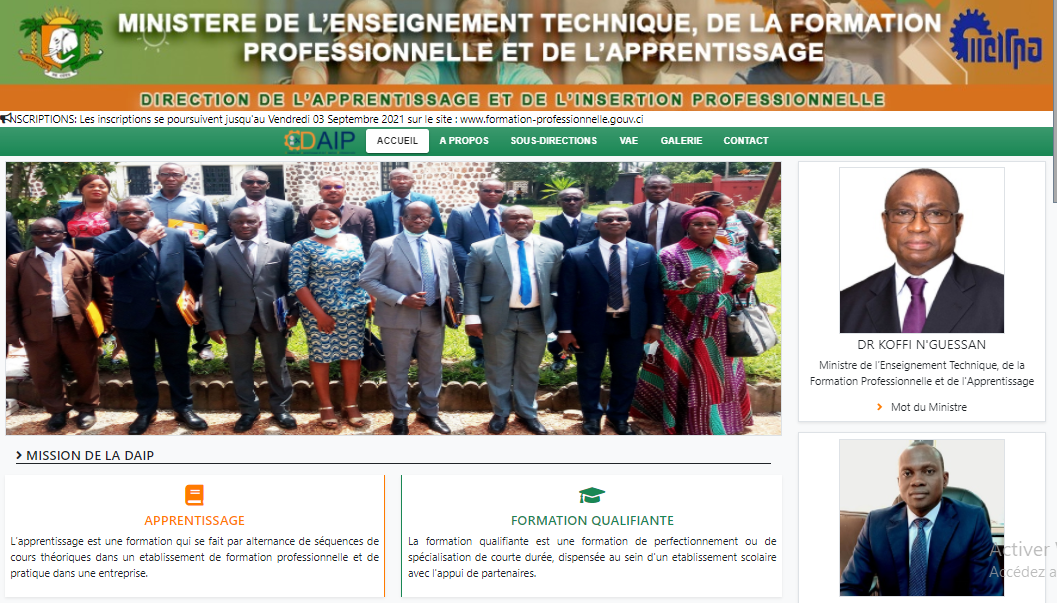 MINISTERE DE L'ENSEIGNEMENT TECHNIQUE, DE LA FORMATION
PROFESSIONNELLE ET DE L'APPRENTISSAGE
metfpa
DIRECTION DE L'APPRENTISSAGE ET DE L'INSERTION PROFESSIONNELLE
INSCRIPTIONS: Les inscriptions se poursuivent jusqu'au Vendredi 03 Septembre 2021 sur le site : www.formation-professionnelle.gouv.ci
DAIP
ACCUEIL
A PROPOS
SOUS-DIRECTIONS
VAE
GALERIE
CONTACT
DR KOFFI N'GUESSAN
Ministre de l'Enseignement Technique, de la
Formation Professionnelle et de l'Apprentissage
Mot du Ministre
MISSION DE LA DAIP
APPRENTISSAGE
L'apprentissage est une formation qui se fait par alternance de séquences de
cours théoriques dans un etablissement de formation professionnelle et de
pratique dans une entreprise.
FORMATION QUALIFIANTE
La formation qualifiante est une formation de perfectionnement ou de
spécialisation de courte durée, dispensée au sein d'un etablissement scolaire
avec l'appui de partenaires.
Activer
Accédez a